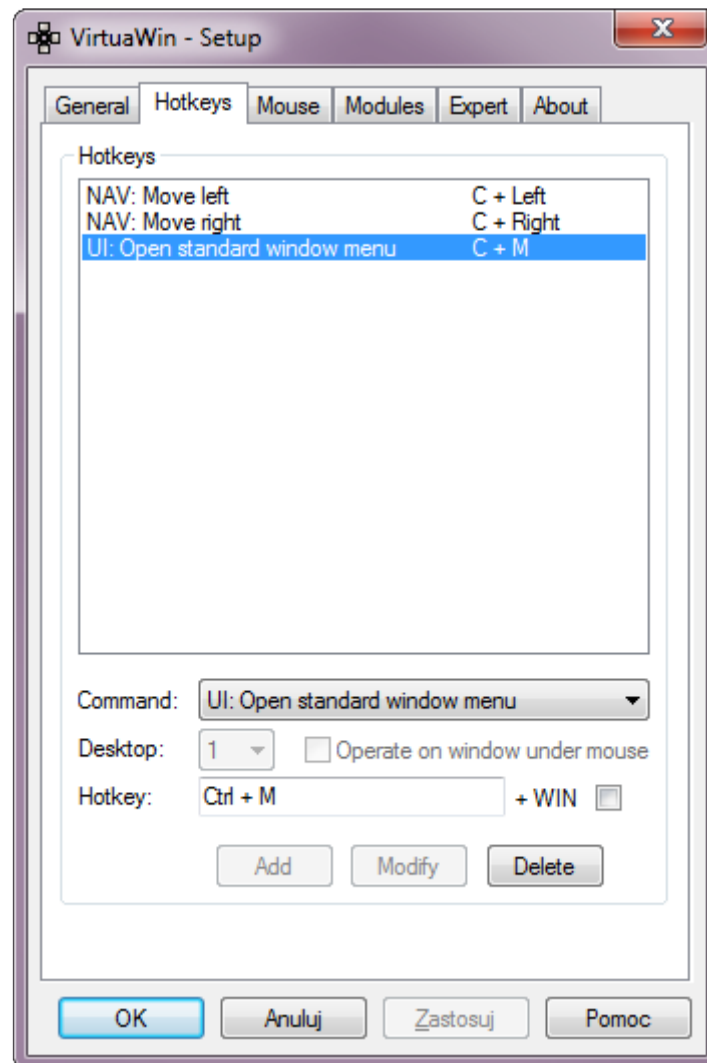 VirtuaWin - Setup
General Hotkeys Mouse Modules Expert About
Hotkeys
NAV: Move left C + Left
NAV: Move right C + Right
UI: Open standard window menu C + M
Command: UI: Open standard window menu
Desktop: 1 Operate on window under mouse
Hotkey: Ctrl + M + WIN
Add Modify Delete
OK Anuluj Zastosuj Pomoc